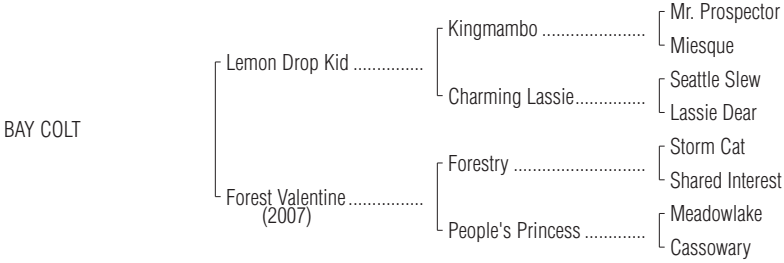 Mr. Prospector
Kingmambo ......................
Miesque
Lemon Drop Kid ...............
Seattle Slew
Charming Lassie ...............
Lassie Dear
BAY COLT
Storm Cat
Forestry ............................
Shared Interest
Forest Valentine ................
(2007)
Meadowlake
People's Princess .............
Cassowary